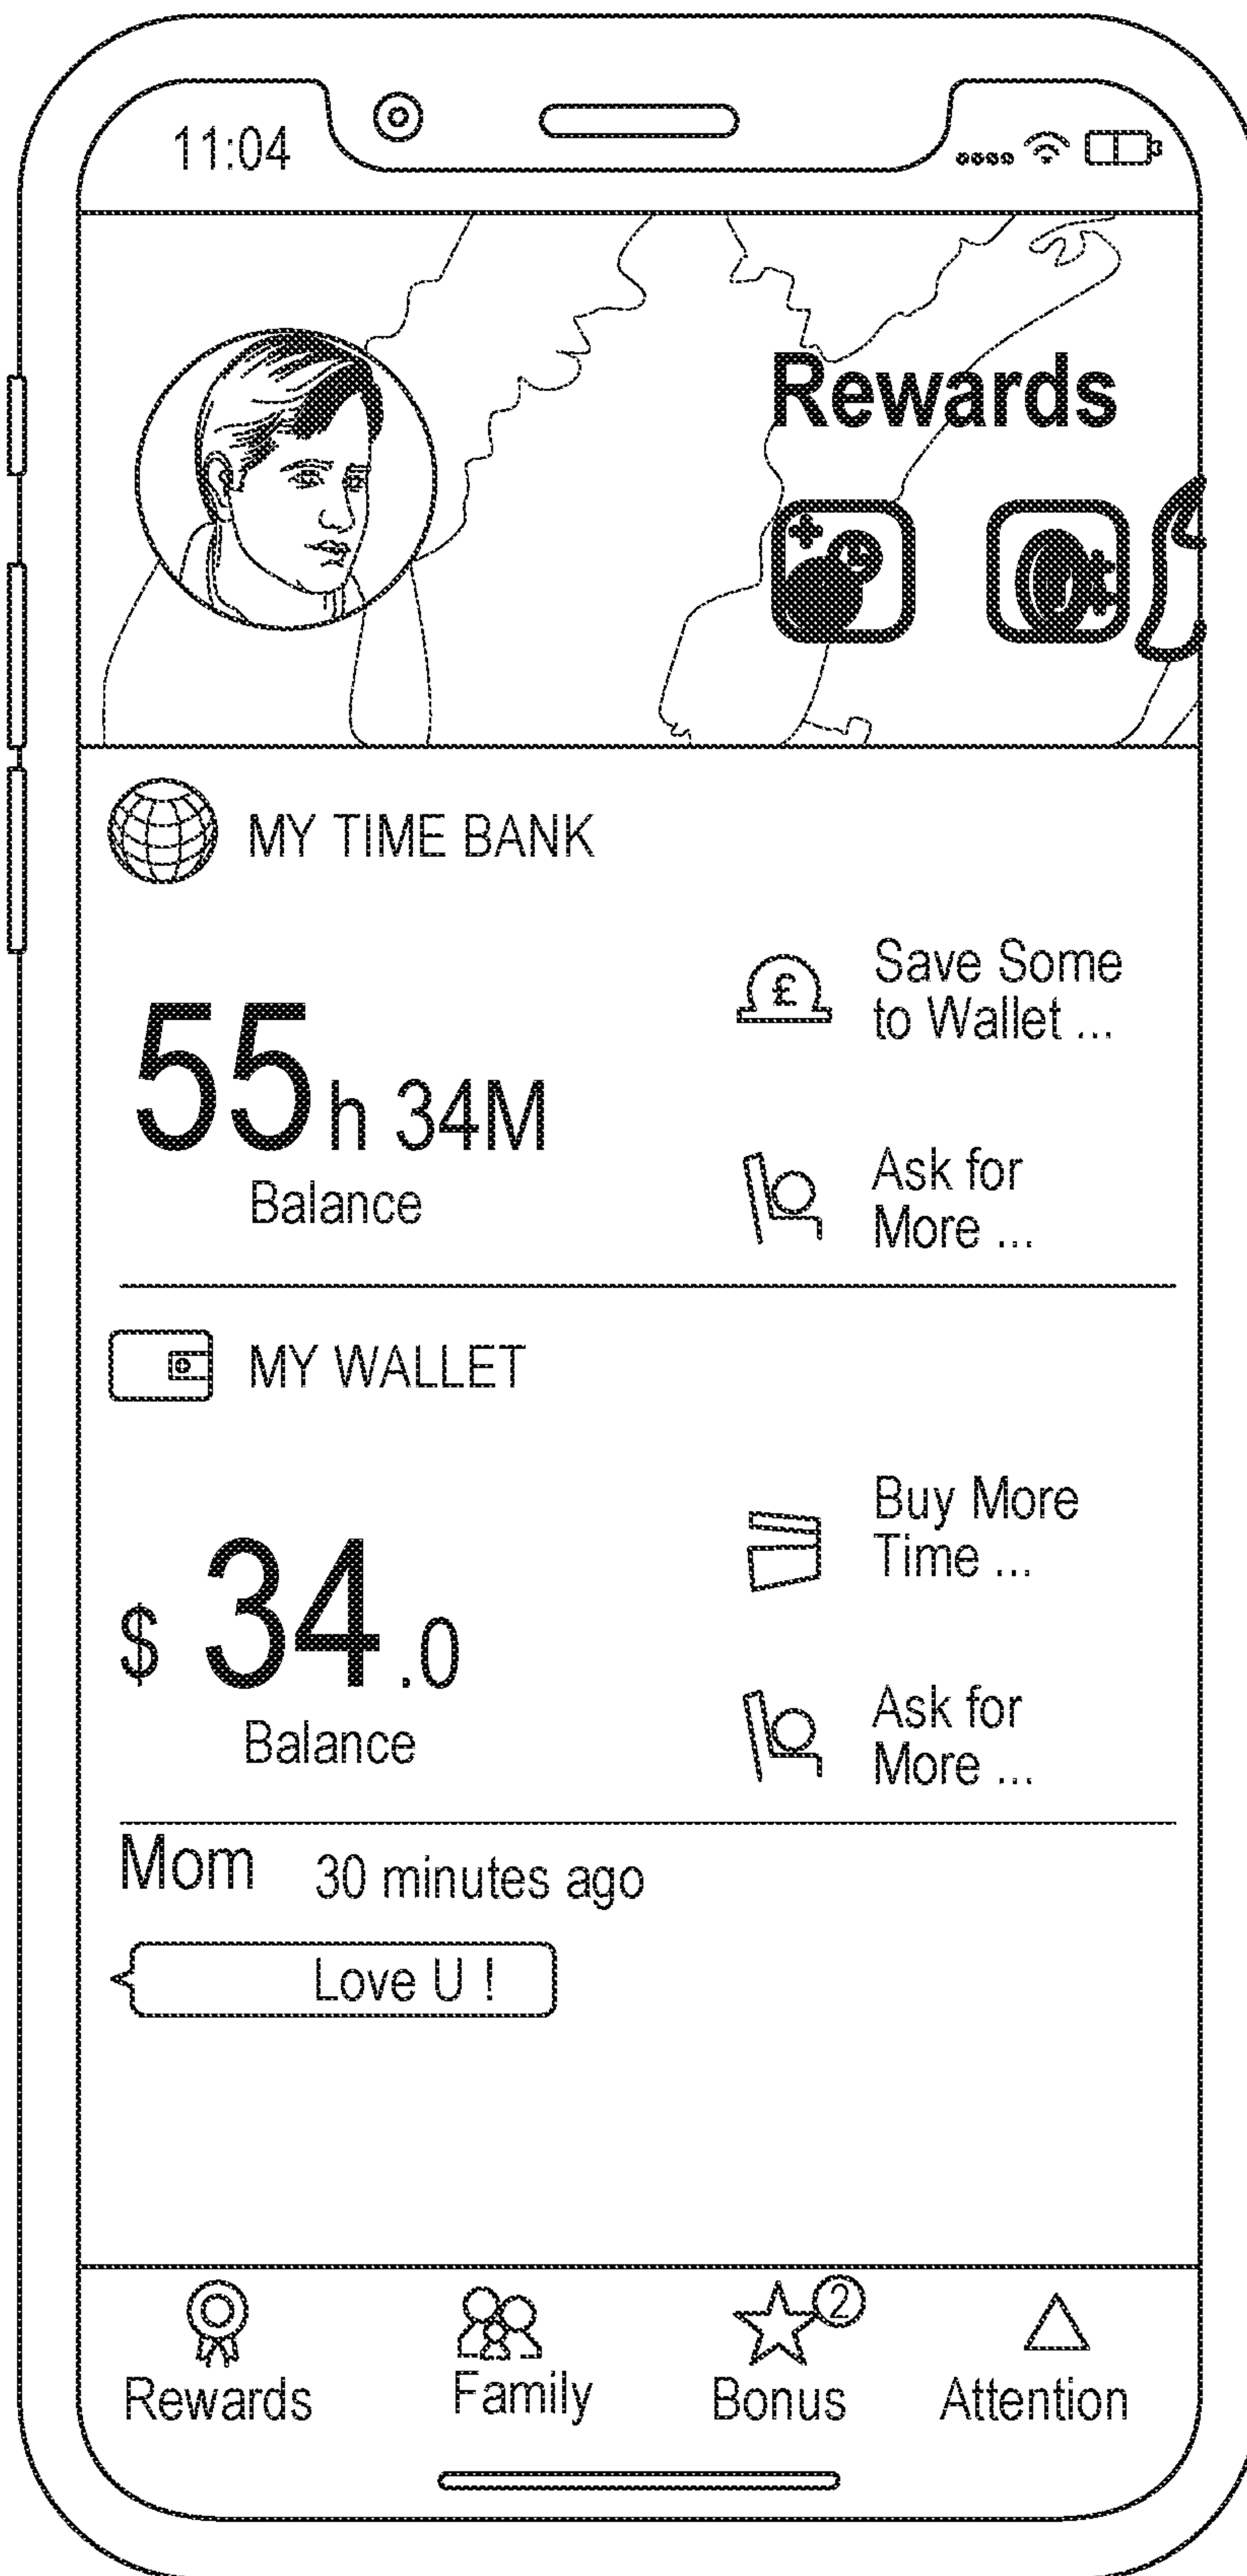 11:04
Rewards
MY TIME BANK
Save Some
to Wallet ...
55h 34M
Balance
Ask for
More ...
MY WALLET
Buy More
Time ...
$ 34.0
Balance
Ask for
More ...
Mom 30 minutes ago
Love U !
2
Rewards Family Bonus Attention